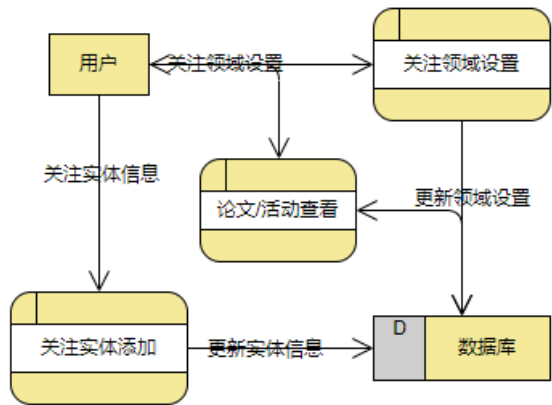 用户
关注领域设置
关注领域设置
关注实体信息
论文/活动查看
更新领域设置
关注实体添加
更新实体信息
D
数据库